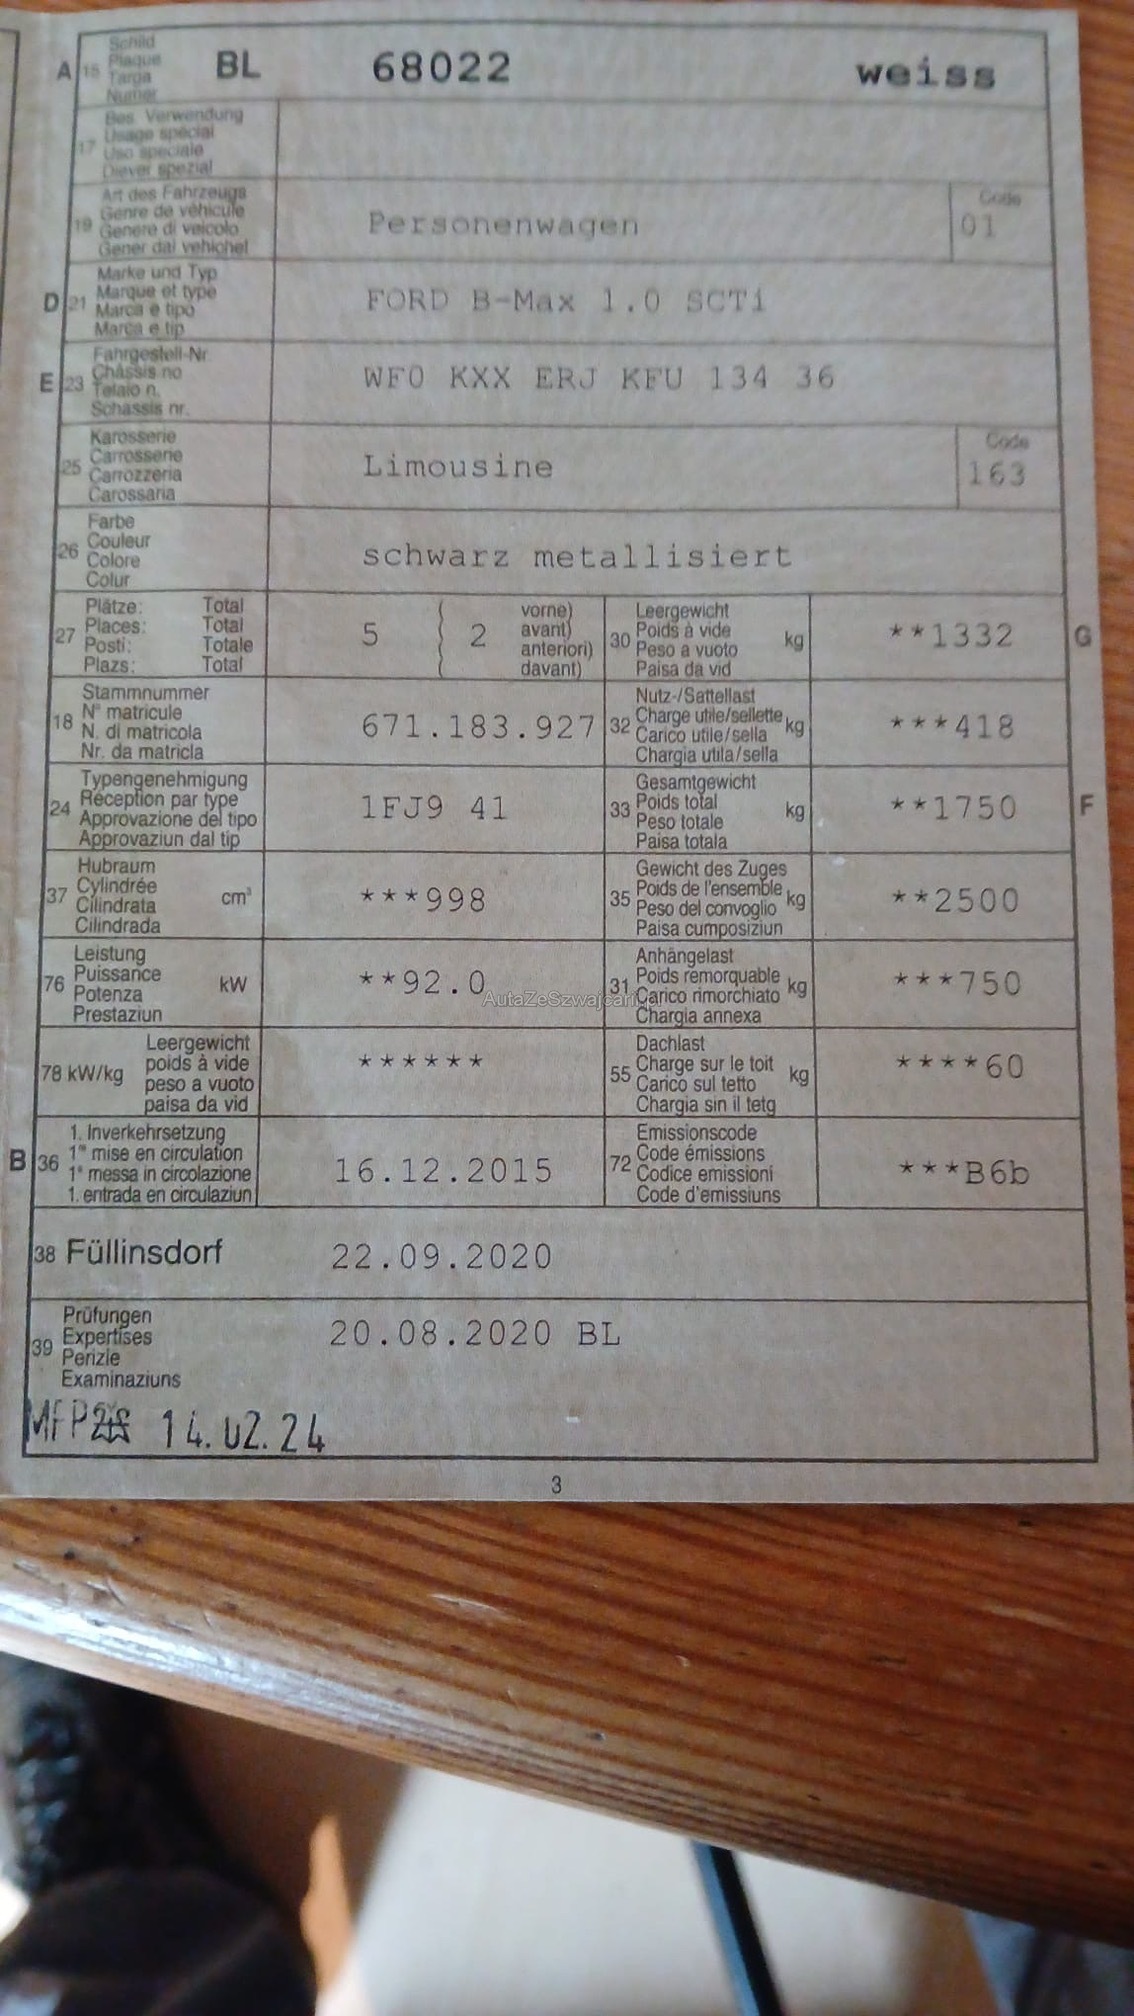 A 15 Schild BL 68022 weiss
Plaque
Targa
Numer
17 Bes. Verwendung
Usage spécial
Uso speciale
Diever spezial
19 Art des Fahrzeugs Personenwagen Code 01
Genre de véhicule
Genere di veicolo
Gener dal vehichel
D 21 Marke und Typ FORD B-Max 1.0 SCTi
Marque et type
Marca e tipo
Marca e tip
E 23 Fahrgestell-Nr. WF0 KXX ERJ KFU 134 36
Châssis no
Telaio n.
Schassis nr.
25 Karosserie Limousine Code 163
Carrosserie
Carrozzeria
Carossaria
26 Farbe schwarz metallisiert
Couleur
Colore
Colur
27 Plätze: Total 5 2 vorne)
Places: Total avant)
Posti: Totale anteriori)
Plazs: Total davant)
30 Leergewicht kg **1332 G
Poids à vide
Peso a vuoto
Paisa da vid
18 Stammnummer 671.183.927
N° matricule
N. di matricola
Nr. da matricla
32 Nutz-/Sattellast kg ***418
Charge utile/sellette
Carico utile/sella
Chargia utila/sella
24 Typengenehmigung 1FJ9 41
Réception par type
Approvazione del tipo
Approvaziun dal tip
33 Gesamtgewicht kg **1750 F
Poids total
Peso totale
Paisa totala
37 Hubraum cm³ ***998
Cylindrée
Cilindrata
Cilindrada
35 Gewicht des Zuges kg **2500
Poids de l'ensemble
Peso del convoglio
Paisa cumposiziun
76 Leistung kW **92.0
Puissance
Potenza
Prestaziun
31 Anhängelast kg ***750
Poids remorquable
Carico rimorchiato
Chargia annexa
78 kW/kg Leergewicht ******
poids à vide
peso a vuoto
paisa da vid
55 Dachlast kg ****60
Charge sur le toit
Carico sul tetto
Chargia sin il tetg
B 36 1. Inverkehrsetzung 16.12.2015
1re mise en circulation
1a messa in circolazione
1. entrada en circulaziun
72 Emissionscode ***B6b
Code émissions
Codice emissioni
Code d'emissiuns
38 Füllinsdorf 22.09.2020
39 Prüfungen 20.08.2020 BL
Expertises
Perizie
Examinaziuns
MFP 14.02.24
3